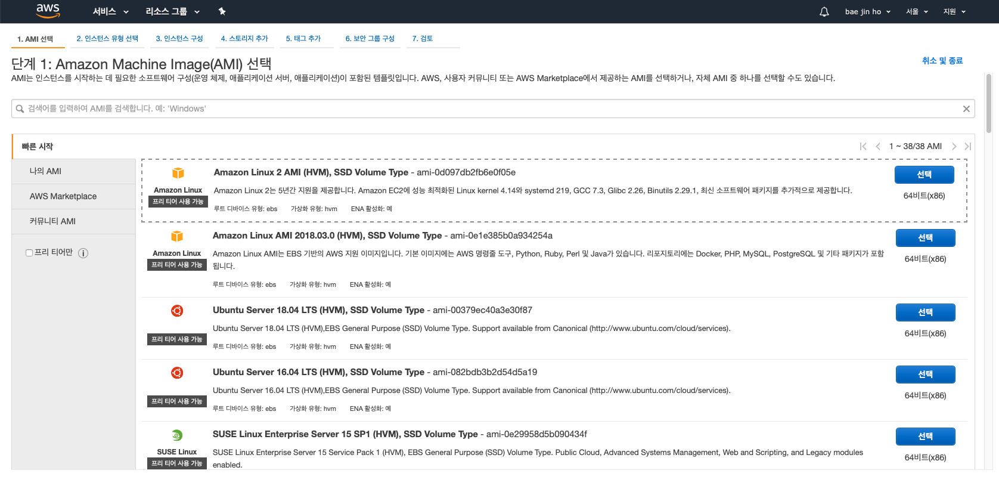 aws 서비스 리소스 그룹 bae jin ho 서울 지원
1. AMI 선택 2. 인스턴스 유형 선택 3. 인스턴스 구성 4. 스토리지 추가 5. 태그 추가 6. 보안 그룹 구성 7. 검토
단계 1: Amazon Machine Image(AMI) 선택 취소 및 종료
AMI는 인스턴스를 시작하는 데 필요한 소프트웨어 구성(운영 체제, 애플리케이션 서버, 애플리케이션)이 포함된 템플릿입니다. AWS, 사용자 커뮤니티 또는 AWS Marketplace에서 제공하는 AMI를 선택하거나, 자체 AMI 중 하나를 선택할 수도 있습니다.
검색어를 입력하여 AMI를 검색합니다. 예: 'Windows'
빠른 시작
나의 AMI
AWS Marketplace
커뮤니티 AMI
프리 티어만 i
1 ~ 38/38 AMI
Amazon Linux
프리 티어 사용 가능
Amazon Linux 2 AMI (HVM), SSD Volume Type - ami-0d097db2fb6e0f05e
Amazon Linux 2는 5년간 지원을 제공합니다. Amazon EC2에 성능 최적화된 Linux kernel 4.14와 systemd 219, GCC 7.3, Glibc 2.26, Binutils 2.29.1, 최신 소프트웨어 패키지를 추가적으로 제공합니다.
루트 디바이스 유형: ebs 가상화 유형: hvm ENA 활성화: 예
선택
64비트(x86)
Amazon Linux
프리 티어 사용 가능
Amazon Linux AMI 2018.03.0 (HVM), SSD Volume Type - ami-0e1e385b0a934254a
Amazon Linux AMI는 EBS 기반의 AWS 지원 이미지입니다. 기본 이미지에는 AWS 명령줄 도구, Python, Ruby, Perl 및 Java가 있습니다. 리포지토리에는 Docker, PHP, MySQL, PostgreSQL 및 기타 패키지가 포함
됩니다.
루트 디바이스 유형: ebs 가상화 유형: hvm ENA 활성화: 예
선택
64비트(x86)
프리 티어 사용 가능
Ubuntu Server 18.04 LTS (HVM), SSD Volume Type - ami-00379ec40a3e30f87
Ubuntu Server 18.04 LTS (HVM),EBS General Purpose (SSD) Volume Type. Support available from Canonical (http://www.ubuntu.com/cloud/services).
루트 디바이스 유형: ebs 가상화 유형: hvm ENA 활성화: 예
선택
64비트(x86)
프리 티어 사용 가능
Ubuntu Server 16.04 LTS (HVM), SSD Volume Type - ami-082bdb3b2d54d5a19
Ubuntu Server 16.04 LTS (HVM),EBS General Purpose (SSD) Volume Type. Support available from Canonical (http://www.ubuntu.com/cloud/services).
루트 디바이스 유형: ebs 가상화 유형: hvm ENA 활성화: 예
선택
64비트(x86)
SUSE Linux
프리 티어 사용 가능
SUSE Linux Enterprise Server 15 SP1 (HVM), SSD Volume Type - ami-0e29958d5b090434f
SUSE Linux Enterprise Server 15 Service Pack 1 (HVM), EBS General Purpose (SSD) Volume Type. Public Cloud, Advanced Systems Management, Web and Scripting, and Legacy modules
enabled.
선택
64비트(x86)